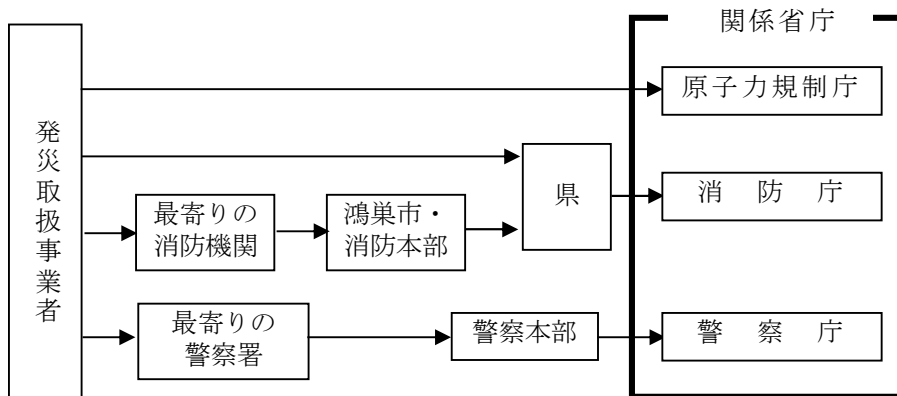 関係省庁
原子力規制庁
発災取扱事業者
県
消防庁
最寄りの
消防機関
鴻巣市・
消防本部
最寄りの
警察署
警察本部
警察庁